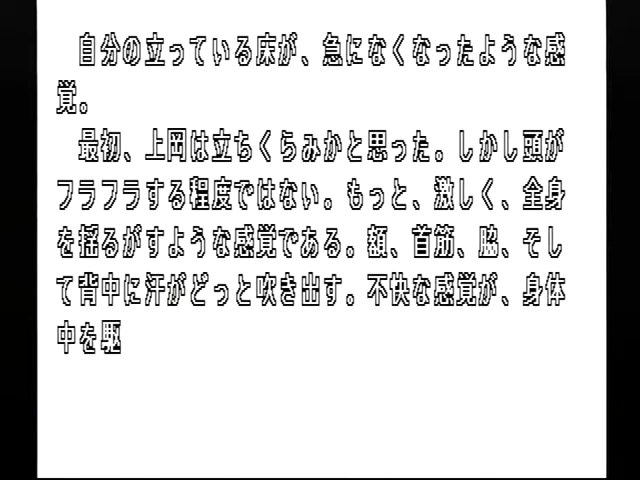 自分の立っている床が、急になくなったような感
覚。
最初、上岡は立ちくらみかと思った。しかし頭が
フラフラする程度ではない。もっと、激しく、全身
を揺るがすような感覚である。額、首筋、脇、そし
て背中に汗がどっと吹き出す。不快な感覚が、身体
中を駆